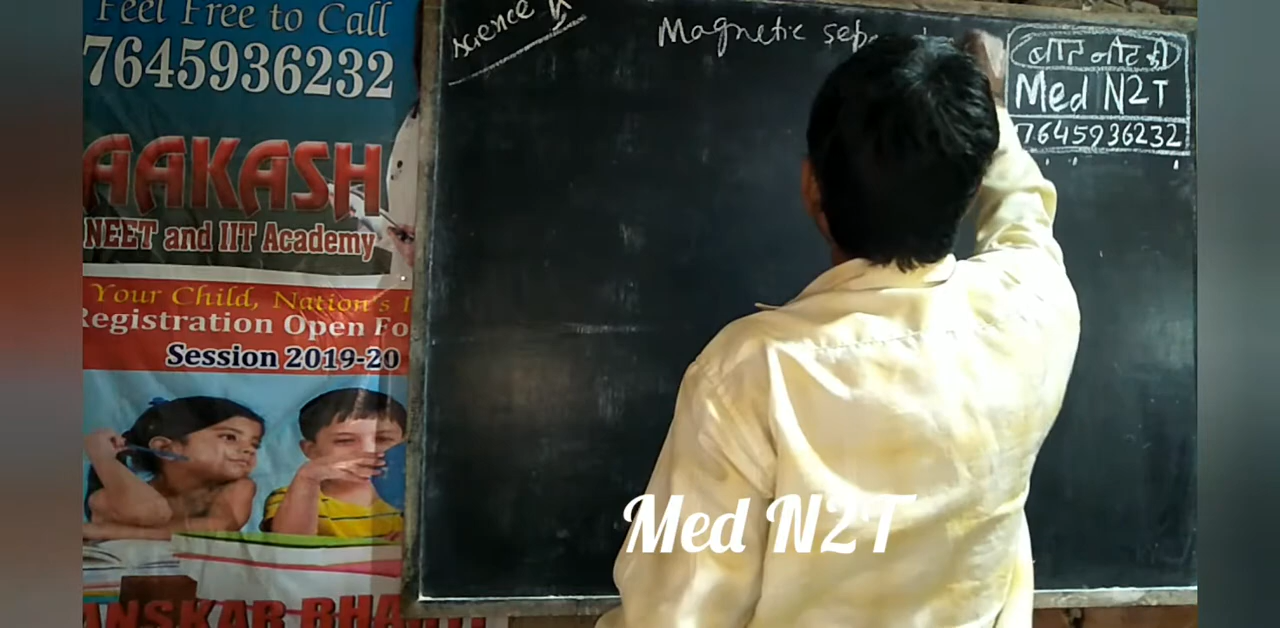 Feel Free to Call
7645936232
AAKASH
NEET and IIT Academy
Your Child, Nation's
Registration Open Fo
Session 2019-20
Science
Magnetic sep
Med N2T
7645936232
Med N2T